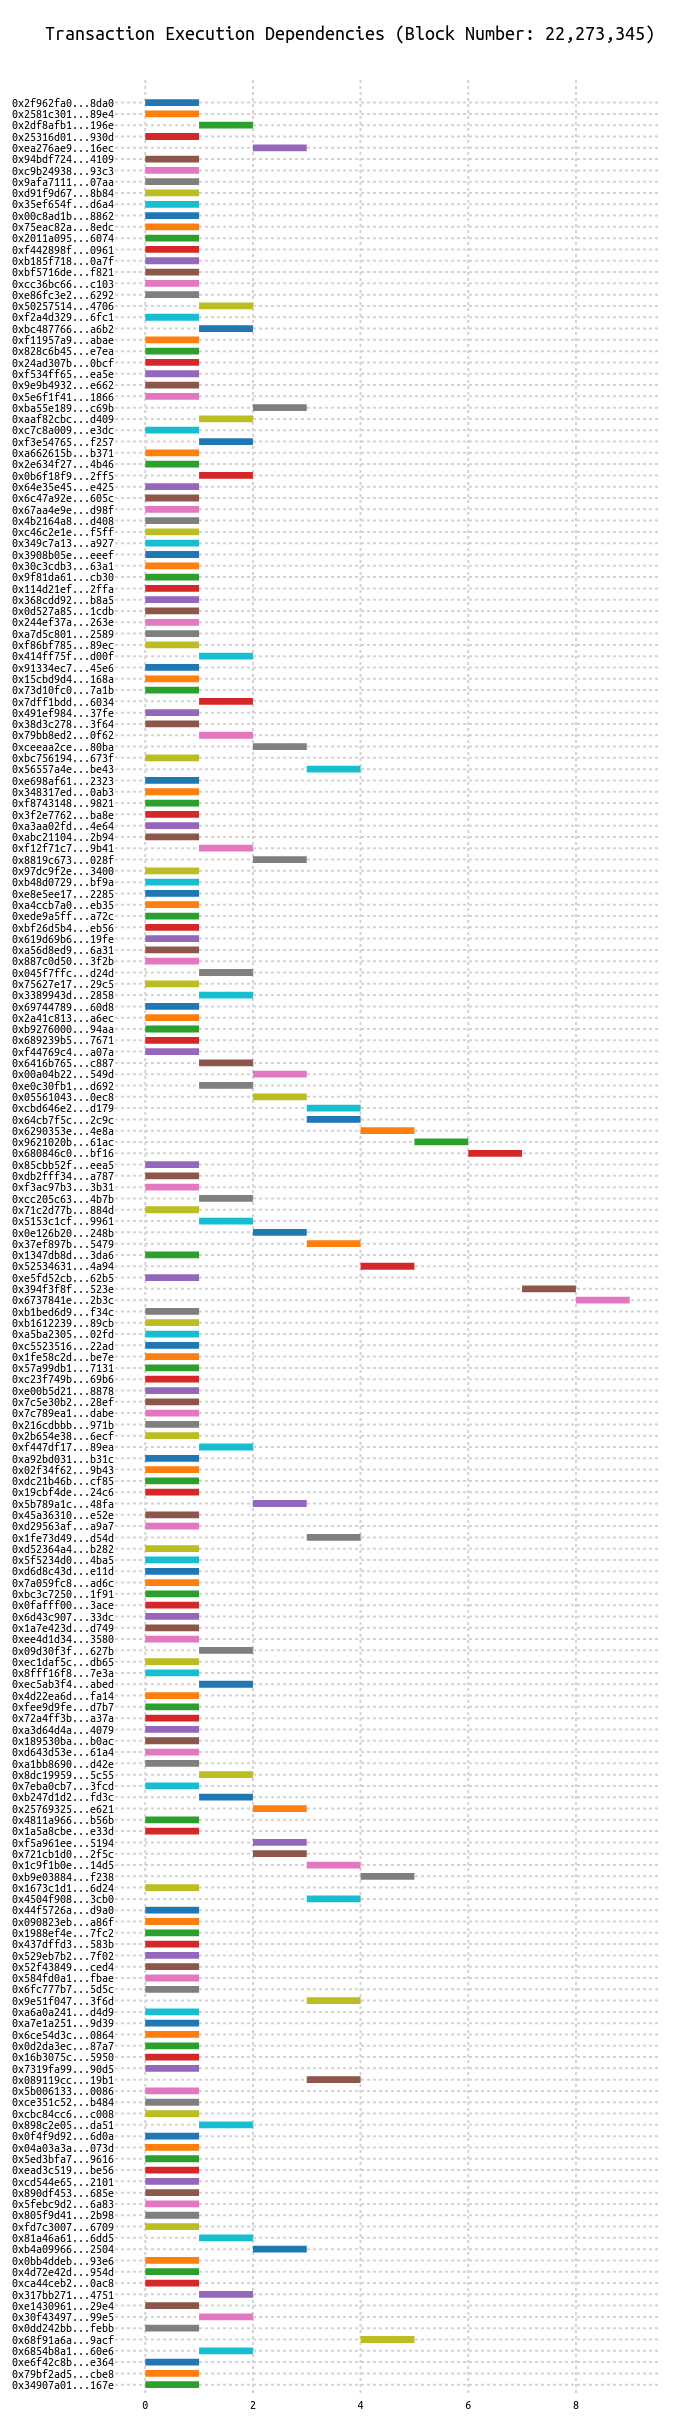 Transaction Execution Dependencies (Block Number: 22,273,345)
0x2f962fa0...8da0
0x2581c301...89e4
0x2df8afb1...196e
0x25316d01...930d
0xea276ae9...16ec
0x94bdf724...4109
0xc9b24938...93c3
0x9afa7111...07aa
0xd91f9d67...8b84
0x35ef654f...d6a4
0x00c8ad1b...8862
0x75eac82a...8edc
0x2011a095...6074
0xf442898f...0961
0xb185f718...0a7f
0xbf5716de...f821
0xcc36bc66...c103
0xe86fc3e2...6292
0x50257514...4706
0xf2a4d329...6fc1
0xbc487766...a6b2
0xf11957a9...abae
0x828c6b45...e7ea
0x24ad307b...0bcf
0xf534ff65...ea5e
0x9e9b4932...e662
0x5e6f1f41...1866
0xba55e189...c69b
0xaaf82cbc...d409
0xc7c8a009...e3dc
0xf3e54765...f257
0xa662615b...b371
0x2e634f27...4b46
0x0b6f18f9...2ff5
0x64e35e45...e425
0x6c47a92e...605c
0x67aa4e9e...d98f
0x4b2164a8...d408
0xc46c2e1e...f5ff
0x349c7a13...a927
0x3908b05e...eeef
0x30c3cdb3...63a1
0x9f81da61...cb30
0x114d21ef...2ffa
0x368cdd92...b8a5
0x0d527a85...1cdb
0x244ef37a...263e
0xa7d5c801...2589
0xf86bf785...89ec
0x414ff75f...d00f
0x91334ec7...45e6
0x15cbd9d4...168a
0x73d10fc0...7a1b
0x7dff1bdd...6034
0x491ef984...37fe
0x38d3c278...3f64
0x79bb8ed2...0f62
0xceeaa2ce...80ba
0xbc756194...673f
0x56557a4e...be43
0xe698af61...2323
0x348317ed...0ab3
0xf8743148...9821
0x3f2e7762...ba8e
0xa3aa02fd...4e64
0xabc21104...2b94
0xf12f71c7...9b41
0x8819c673...028f
0x97dc9f2e...3400
0xb48d0729...bf9a
0xe8e5ee17...2285
0xa4ccb7a0...eb35
0xede9a5ff...a72c
0xbf26d5b4...eb56
0x619d69b6...19fe
0xa56d8ed9...6a31
0x887c0d50...3f2b
0x045f7ffc...d24d
0x75627e17...29c5
0x3389943d...2858
0x69744789...60d8
0x2a41c813...a6ec
0xb9276000...94aa
0x689239b5...7671
0xf44769c4...a07a
0x6416b765...c887
0x00a04b22...549d
0xe0c30fb1...d692
0x05561043...0ec8
0xcbd646e2...d179
0x64cb7f5c...2c9c
0x6290353e...4e8a
0x9621020b...61ac
0x680846c0...bf16
0x85cbb52f...eea5
0xdb2fff34...a787
0xf3ac97b3...3b31
0xcc205c63...4b7b
0x71c2d77b...884d
0x5153c1cf...9961
0x0e126b20...248b
0x37ef897b...5479
0x1347db8d...3da6
0x52534631...4a94
0xe5fd52cb...62b5
0x394f3f8f...523e
0x6737841e...2b3c
0xb1bed6d9...f34c
0xb1612239...89cb
0xa5ba2305...02fd
0xc5523516...22ad
0x1fe58c2d...be7e
0x57a99db1...7131
0xc23f749b...69b6
0xe00b5d21...8878
0x7c5e30b2...28ef
0x7c789ea1...dabe
0x216cdbbb...971b
0x2b654e38...6ecf
0xf447df17...89ea
0xa92bd031...b31c
0x02f34f62...9b43
0xdc21b46b...cf85
0x19cbf4de...24c6
0x5b789a1c...48fa
0x45a36310...e52e
0xd29563af...a9a7
0x1fe73d49...d54d
0xd52364a4...b282
0x5f5234d0...4ba5
0xd6d8c43d...e11d
0x7a059fc8...ad6c
0xbc3c7250...1f91
0x0fafff00...3ace
0x6d43c907...33dc
0x1a7e423d...d749
0xee4d1d34...3580
0x09d30f3f...627b
0xec1daf5c...db65
0x8fff16f8...7e3a
0xec5ab3f4...abed
0x4d22ea6d...fa14
0xfee9d9fe...d7b7
0x72a4ff3b...a37a
0xa3d64d4a...4079
0x189530ba...b0ac
0xd643d53e...61a4
0xa1bb8690...d42e
0x8dc19959...5c55
0x7eba0cb7...3fcd
0xb247d1d2...fd3c
0x25769325...e621
0x4811a966...b56b
0x1a5a8cbe...e33d
0xf5a961ee...5194
0x721cb1d0...2f5c
0x1c9f1b0e...14d5
0xb9e03884...f238
0x1673c1d1...6d24
0x4504f908...3cb0
0x44f5726a...d9a0
0x090823eb...a86f
0x1988ef4e...7fc2
0x437dffd3...583b
0x529eb7b2...7f02
0x52f43849...ced4
0x584fd0a1...fbae
0x6fc777b7...5d5c
0x9e51f047...3f6d
0xa6a0a241...d4d9
0xa7e1a251...9d39
0x6ce54d3c...0864
0x0d2da3ec...87a7
0x16b3075c...5950
0x7319fa99...90d5
0x089119cc...19b1
0x5b006133...0086
0xce351c52...b484
0xcbc84cc6...c008
0x898c2e05...da51
0x0f4f9d92...6d0a
0x04a03a3a...073d
0x5ed3bfa7...9616
0xead3c519...be56
0xcd544e65...2101
0x890df453...685e
0x5febc9d2...6a83
0x805f9d41...2b98
0xfd7c3007...6709
0x81a46a61...6dd5
0xb4a09966...2504
0x0bb4ddeb...93e6
0x4d72e42d...954d
0xca44ceb2...0ac8
0x317bb271...4751
0xe1430961...29e4
0x30f43497...99e5
0x0dd242bb...febb
0x68f91a6a...9acf
0x6854b8a1...60e6
0xe6f42c8b...e364
0x79bf2ad5...cbe8
0x34907a01...167e
0 2 4 6 8